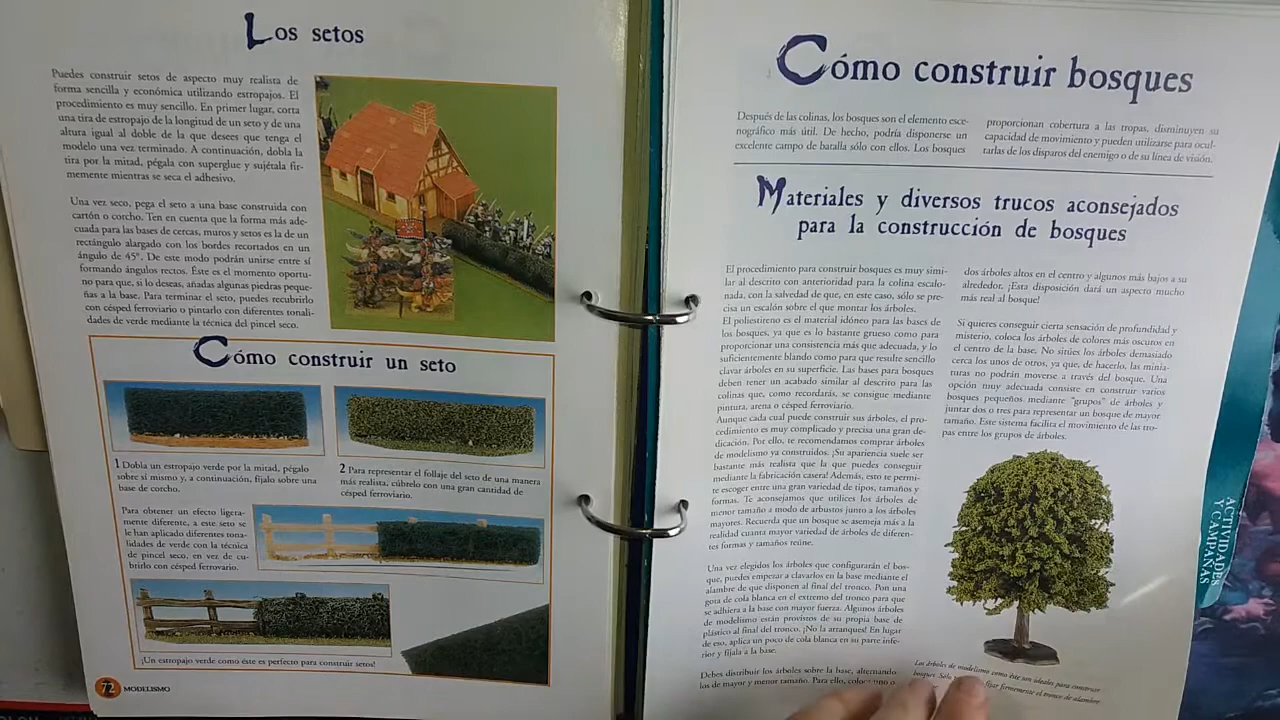 Los setos
Puedes construir setos de aspecto muy realista de
forma sencilla y económica utilizando estropajos. El
procedimiento es muy sencillo. En primer lugar, corta
una tira de estropajo de la longitud de un seto y de una
altura igual al doble de la que desees que tenga el
modelo una vez terminado. A continuación, dobla la
tira por la mitad, pégala con superglue y sujétala fir-
memente mientras se seca el adhesivo.
Una vez seco, pega el seto a una base construida con
cartón o corcho. Ten en cuenta que la forma más ade-
cuada para las bases de cercas, muros y setos es la de un
rectángulo alargado con los bordes recortados en un
ángulo de 45°. De este modo podrán unirse entre sí
formando ángulos rectos. Éste es el momento oportu-
no para que, si lo deseas, añadas algunas piedras peque-
ñas a la base. Para terminar el seto, puedes recubrirlo
con césped ferroviario o pintarlo con diferentes tonali-
dades de verde mediante la técnica del pincel seco.
Cómo construir un seto
1 Dobla un estropajo verde por la mitad, pégalo
sobre sí mismo y, a continuación, fíjalo sobre una
base de corcho.
2 Para representar el follaje del seto de una manera
más realista, cúbrelo con una gran cantidad de
césped ferroviario.
Para obtener un efecto ligera-
mente diferente, a este seto se
le han aplicado diferentes tona-
lidades de verde con la técnica
de pincel seco, en vez de cu-
brirlo con césped ferroviario.
¡Un estropajo verde como éste es perfecto para construir setos!
72 MODELISMO
Cómo construir bosques
Después de las colinas, los bosques son el elemento esce-
nográfico más útil. De hecho, podría disponerse un
excelente campo de batalla sólo con ellos. Los bosques
proporcionan cobertura a las tropas, disminuyen su
capacidad de movimiento y pueden utilizarse para ocul-
tarlas de los disparos del enemigo o de su línea de visión.
Materiales y diversos trucos aconsejados
para la construcción de bosques
El procedimiento para construir bosques es muy simi-
lar al descrito con anterioridad para la colina escalo-
nada, con la salvedad de que, en este caso, sólo se pre-
cisa un escalón sobre el que montar los árboles.
El poliestireno es el material idóneo para las bases de
los bosques, ya que es lo bastante grueso como para
proporcionar una consistencia más que adecuada, y lo
suficientemente blando como para que resulte sencillo
clavar árboles en su superficie. Las bases para bosques
deben tener un acabado similar al descrito para las
colinas que, como recordarás, se consigue mediante
pintura, arena o césped ferroviario.
Aunque cada cual puede construir sus árboles, el pro-
cedimiento es muy complicado y precisa una gran de-
dicación. Por ello, te recomendamos comprar árboles
de modelismo ya construidos. ¡Su apariencia suele ser
bastante más realista que la que puedes conseguir
mediante la fabricación casera! Además, esto te permi-
te escoger entre una gran variedad de tipos, tamaños y
formas. Te aconsejamos que utilices los árboles de
menor tamaño a modo de arbustos junto a los árboles
mayores. Recuerda que un bosque se asemeja más a la
realidad cuanta mayor variedad de árboles de diferen-
tes formas y tamaños reúne.
Una vez elegidos los árboles que configurarán el bos-
que, puedes empezar a clavarlos en la base mediante el
alambre de que disponen al final del tronco. Pon una
gota de cola blanca en el extremo del tronco para que
se adhiera a la base con mayor fuerza. Algunos árboles
de modelismo están provistos de su propia base de
plástico al final del tronco. ¡No la arranques! En lugar
de eso, aplica un poco de cola blanca en su parte infe-
rior y fíjala a la base.
Debes distribuir los árboles sobre la base, alternando
los de mayor y menor tamaño. Para ello, coloca uno o
dos árboles altos en el centro y algunos más bajos a su
alrededor. ¡Esta disposición dará un aspecto mucho
más real al bosque!
Si quieres conseguir cierta sensación de profundidad y
misterio, coloca los árboles de colores más oscuros en
el centro de la base. No sitúes los árboles demasiado
cerca los unos de otros, ya que, de hacerlo, las minia-
turas no podrán moverse a través del bosque. Una
opción muy adecuada consiste en construir varios
bosques pequeños mediante "grupos" de árboles y
juntar dos o tres para representar un bosque de mayor
tamaño. Este sistema facilita el movimiento de las tro-
pas entre los grupos de árboles.
Los árboles de modelismo como éste son ideales para construir
bosques. Sólo fijar firmemente el tronco de alambre
ACTIVIDADES
Y CAMPAÑAS